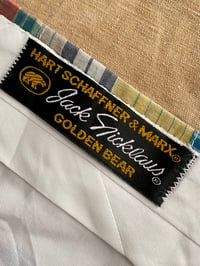 HART SCHAFFNER & MARX®
Jack Nicklaus®
GOLDEN BEAR